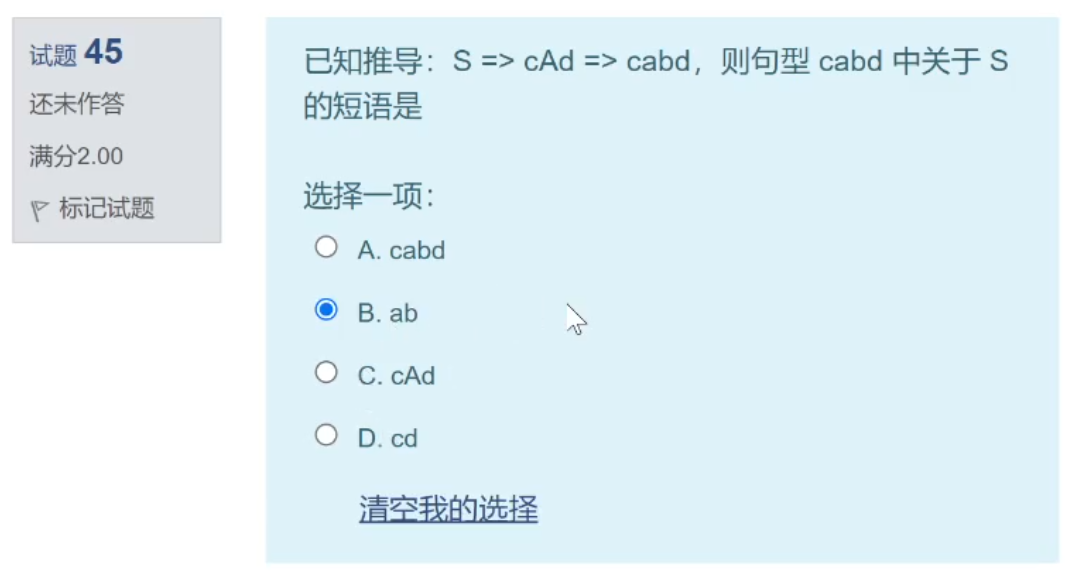 试题 45
还未作答
满分2.00
标记试题
已知推导：S => cAd => cabd，则句型 cabd 中关于 S
的短语是
选择一项：
A. cabd
B. ab
C. cAd
D. cd
清空我的选择